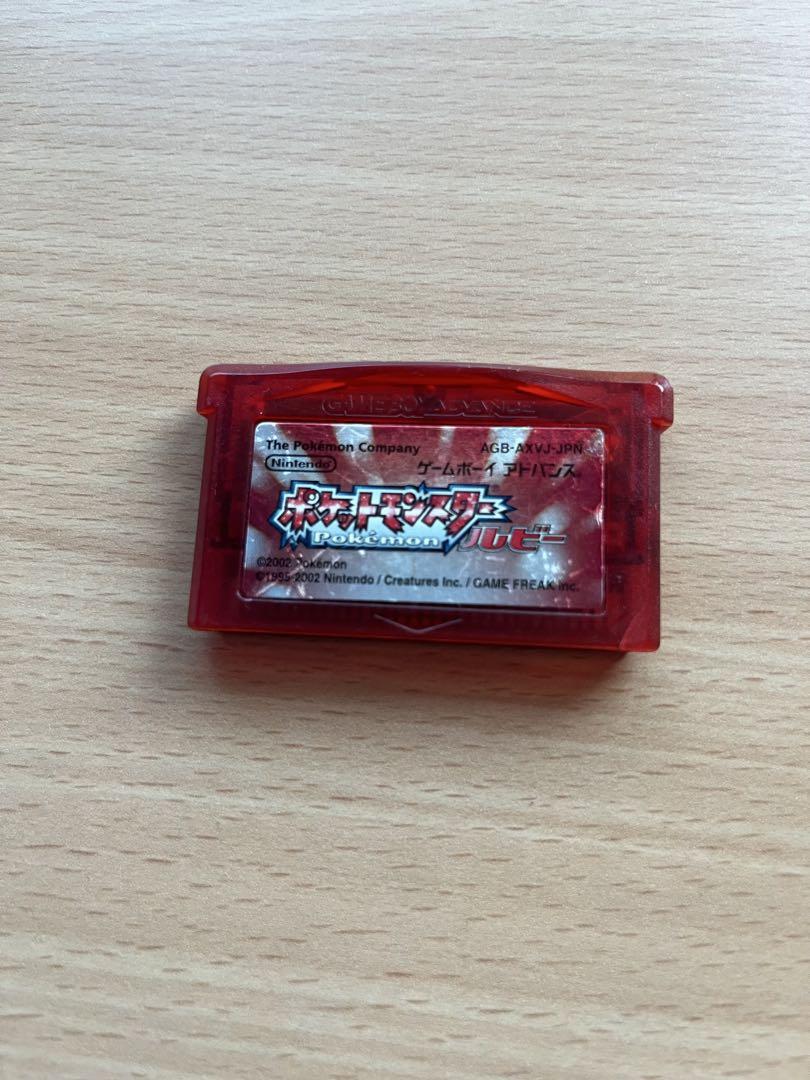 GAME BOY ADVANCE
The Pokémon Company AGB-AXVJ-JPN
Nintendo ゲームボーイ アドバンス
ポケットモンスター
Pokémon ルビー
©2002 Pokémon
©1995-2002 Nintendo / Creatures Inc. / GAME FREAK inc.